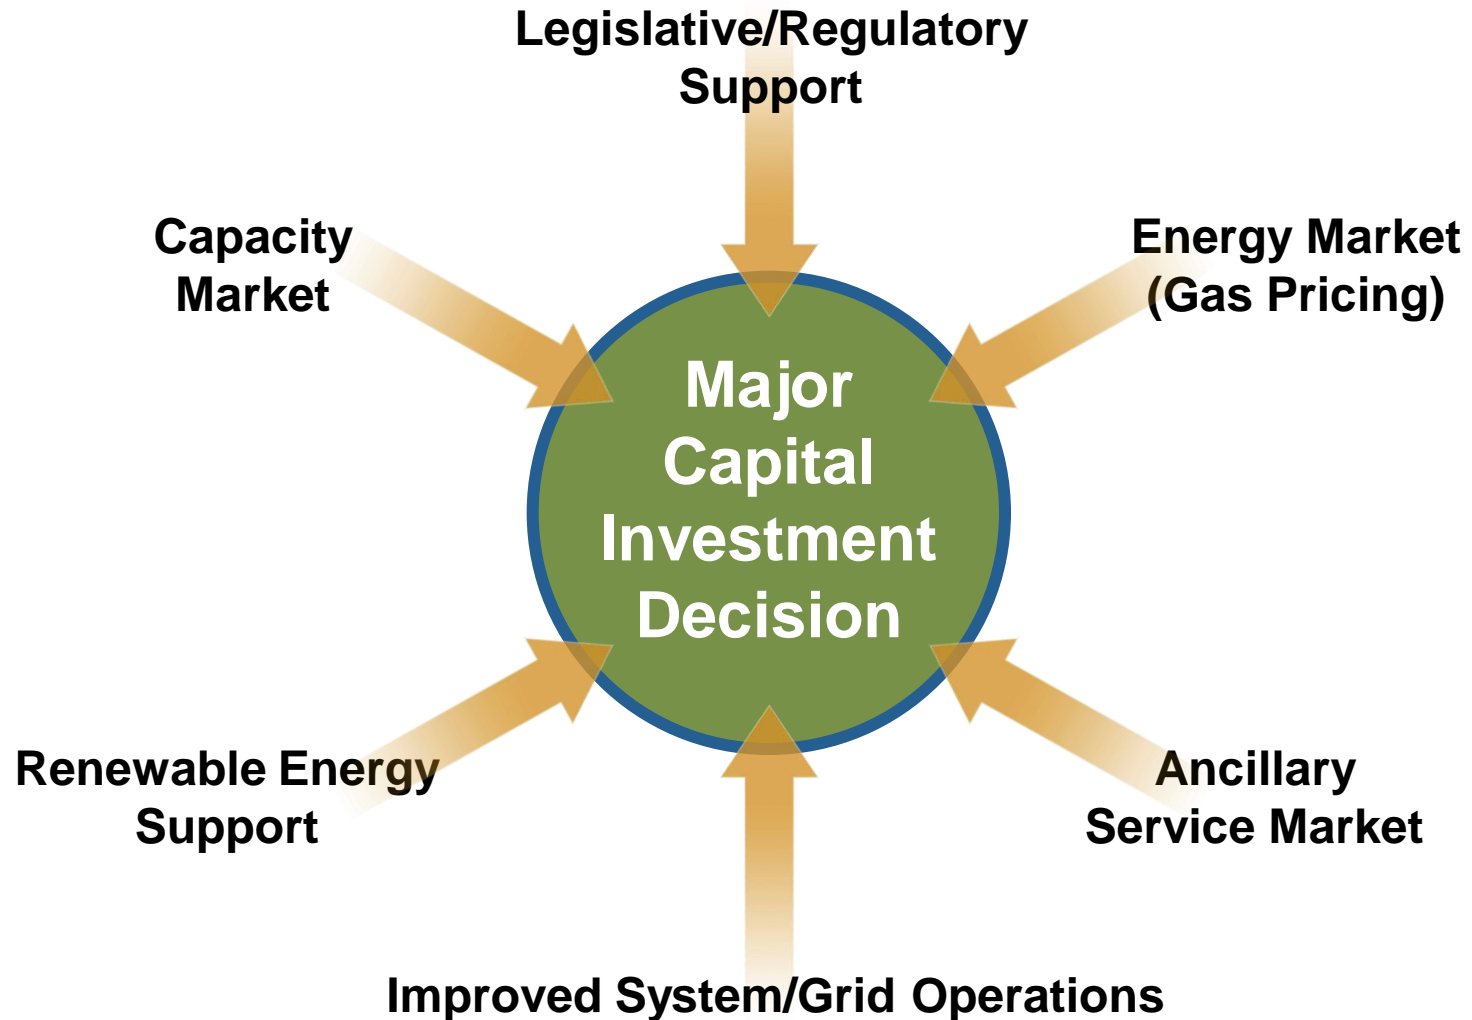 Legislative/Regulatory
Support
Capacity
Market
Energy Market
(Gas Pricing)
Major
Capital
Investment
Decision
Renewable Energy
Support
Ancillary
Service Market
Improved System/Grid Operations